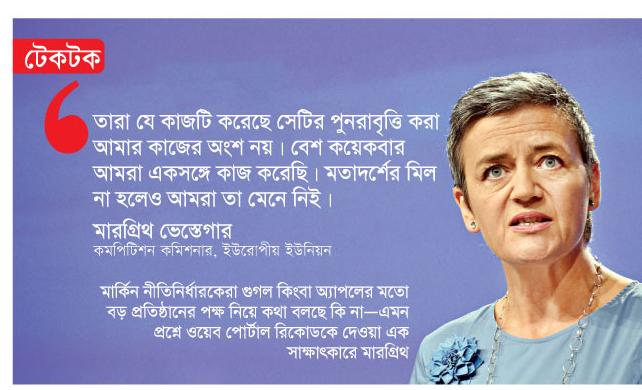 টেকটক
তারা যে কাজটি করেছে সেটির পুনরাবৃত্তি করা
আমার কাজের অংশ নয়। বেশ কয়েকবার
আমরা একসঙ্গে কাজ করেছি। মতাদর্শের মিল
না হলেও আমরা তা মেনে নিই।
মারগ্রিথ ভেস্তেগার
কমপিটিশন কমিশনার, ইউরোপীয় ইউনিয়ন
মার্কিন নীতিনির্ধারকেরা গুগল কিংবা অ্যাপলের মতো
বড় প্রতিষ্ঠানের পক্ষ নিয়ে কথা বলছে কি না—এমন
প্রশ্নে ওয়েব পোর্টাল রিকোডকে দেওয়া এক
সাক্ষাৎকারে মারগ্রিথ